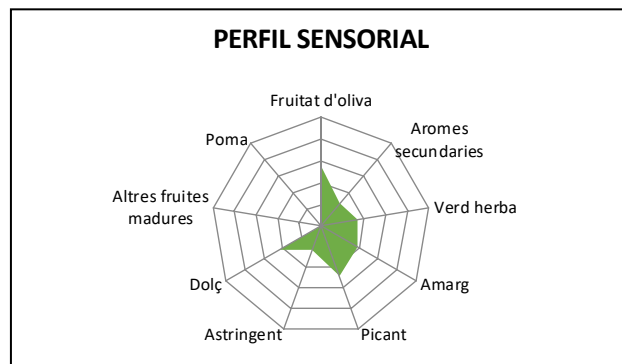 PERFIL SENSORIAL
Fruitat d'oliva
Aromes
secundaries
Verd herba
Amarg
Picant
Astringent
Dolç
Altres fruites
madures
Poma